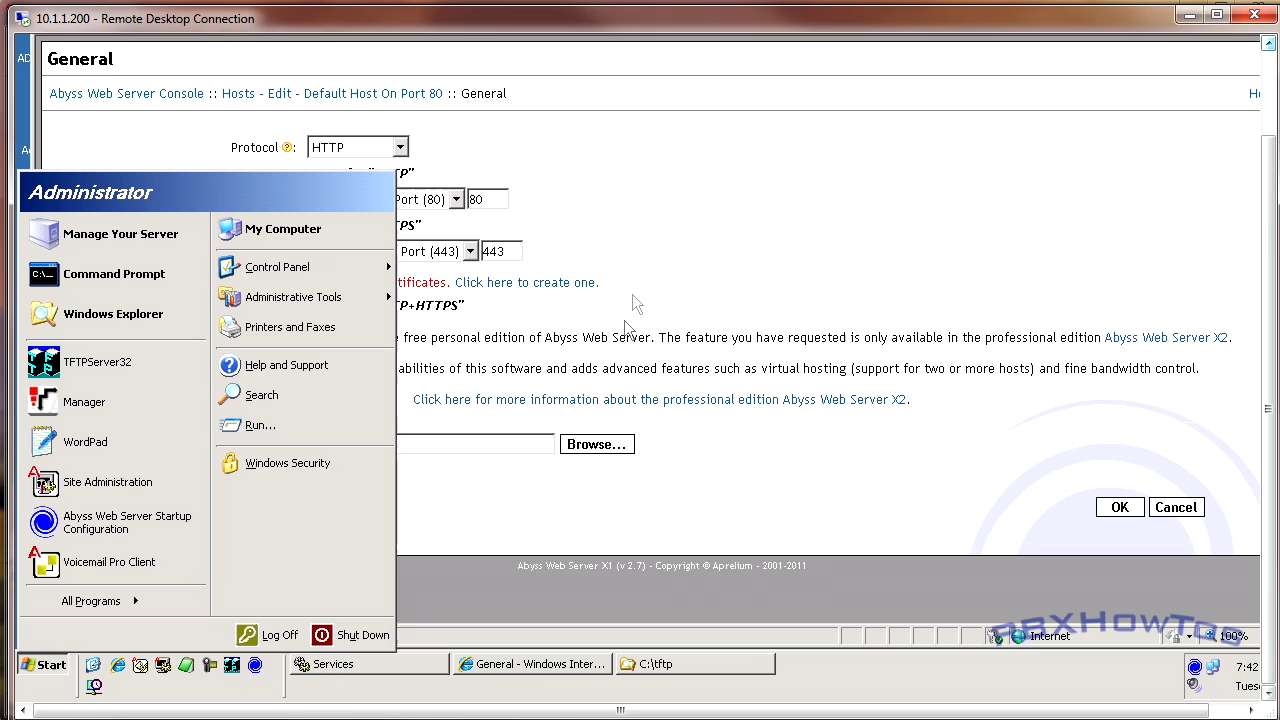 10.1.1.200 - Remote Desktop Connection
AD
General
Abyss Web Server Console :: Hosts - Edit - Default Host On Port 80 :: General
Protocol : HTTP
P"
Port (80) 80
TPS"
Port (443) 443
tificates. Click here to create one.
TP+HTTPS"
free personal edition of Abyss Web Server. The feature you have requested is only available in the professional edition Abyss Web Server X2.
abilities of this software and adds advanced features such as virtual hosting (support for two or more hosts) and fine bandwidth control.
Click here for more information about the professional edition Abyss Web Server X2.
Browse...
OK Cancel
Abyss Web Server X1 (v 2.7) - Copyright © Aprelium - 2001-2011
Administrator
Manage Your Server
Command Prompt
C:\_
Windows Explorer
TFTPServer32
Manager
WordPad
Site Administration
Abyss Web Server Startup
Configuration
Voicemail Pro Client
All Programs
My Computer
Control Panel
Administrative Tools
Printers and Faxes
Help and Support
Search
Run...
Windows Security
Log Off Shut Down
PBXHowTos
Internet 100%
Start Services General - Windows Inter... C:\tftp
7:42
Tues